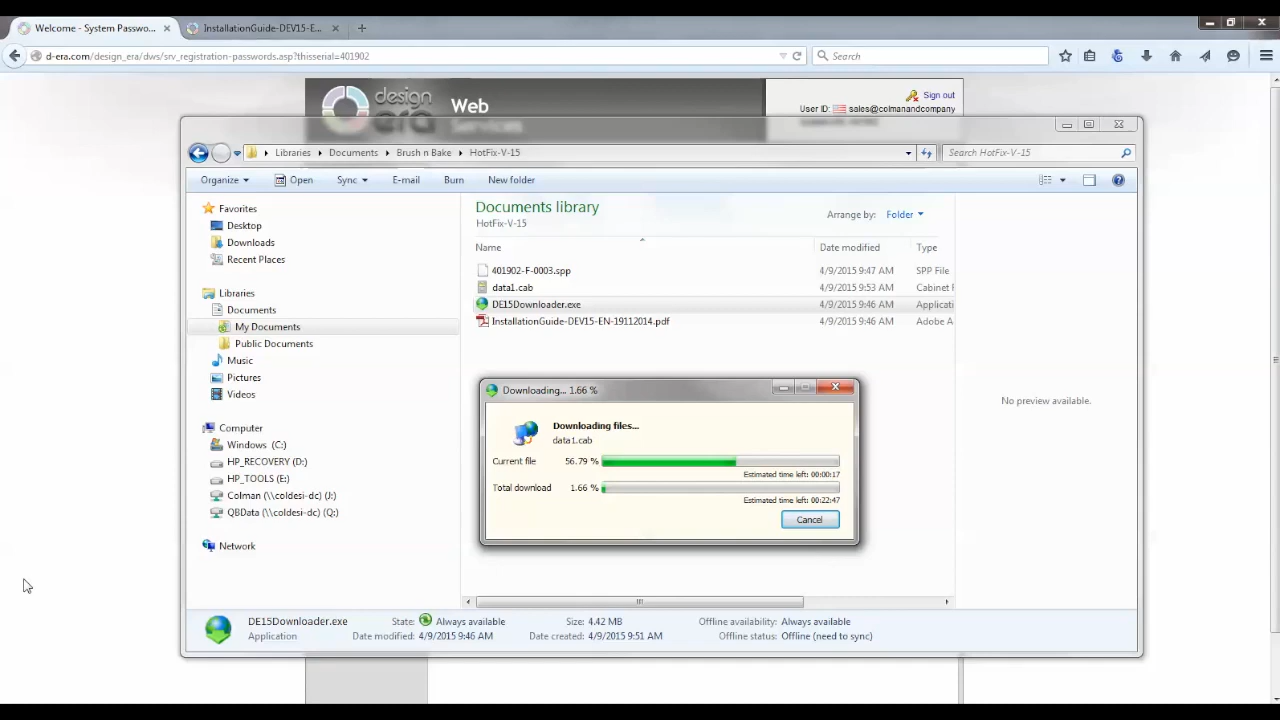 Welcome - System Passwo...
InstallationGuide-DEV15-E...
d-era.com/design_era/dws/srv_registration-passwords.asp?thisserial=401902
Search
design
era
Web
Services
Sign out
User ID: sales@colmanandcompany
Libraries
Documents
Brush n Bake
HotFix-V-15
Search HotFix-V-15
Organize
Open
Sync
E-mail
Burn
New folder
Favorites
Desktop
Downloads
Recent Places
Libraries
Documents
My Documents
Public Documents
Music
Pictures
Videos
Computer
Windows (C:)
HP_RECOVERY (D:)
HP_TOOLS (E:)
Colman (\\coldesi-dc) (J:)
QBData (\\coldesi-dc) (Q:)
Network
Documents library
HotFix-V-15
Arrange by: Folder
Name Date modified Type
401902-F-0003.spp 4/9/2015 9:47 AM SPP File
data1.cab 4/9/2015 9:53 AM Cabinet F
DE15Downloader.exe 4/9/2015 9:46 AM Applicati
InstallationGuide-DEV15-EN-19112014.pdf 4/9/2015 9:46 AM Adobe A
No preview available.
Downloading... 1.66 %
Downloading files...
data1.cab
Current file 56.79 %
Estimated time left: 00:00:17
Total download 1.66 %
Estimated time left: 00:22:47
Cancel
DE15Downloader.exe State: Always available Size: 4.42 MB Offline availability: Always available
Application Date modified: 4/9/2015 9:46 AM Date created: 4/9/2015 9:51 AM Offline status: Offline (need to sync)